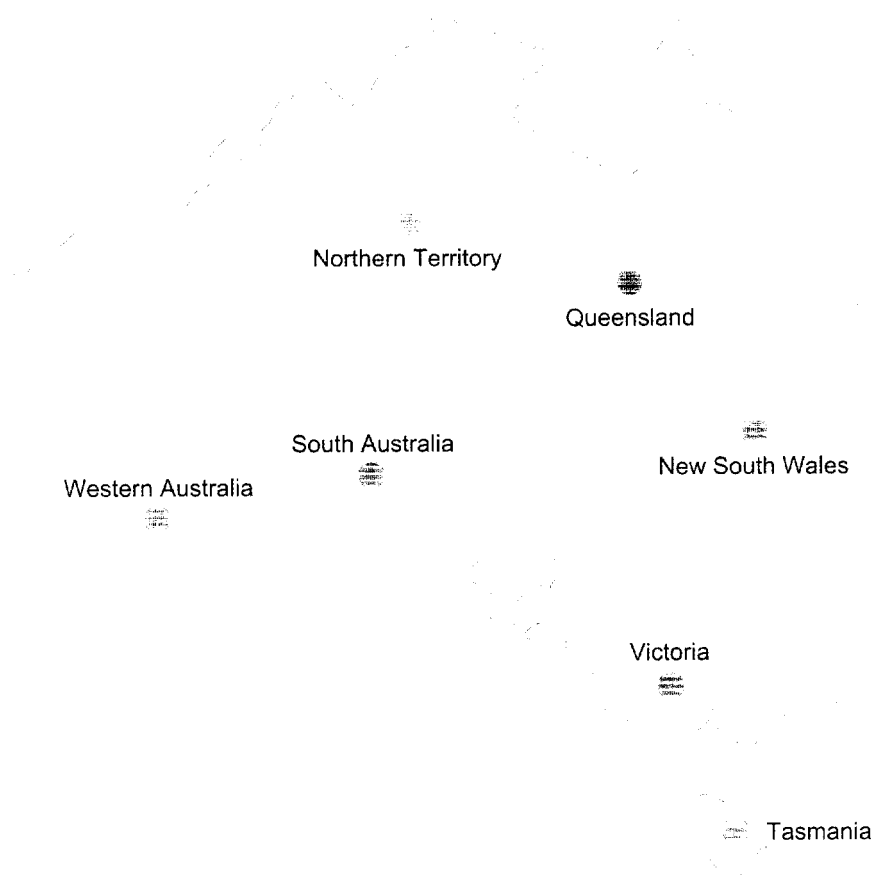 Northern Territory
Queensland
South Australia
New South Wales
Western Australia
Victoria
Tasmania